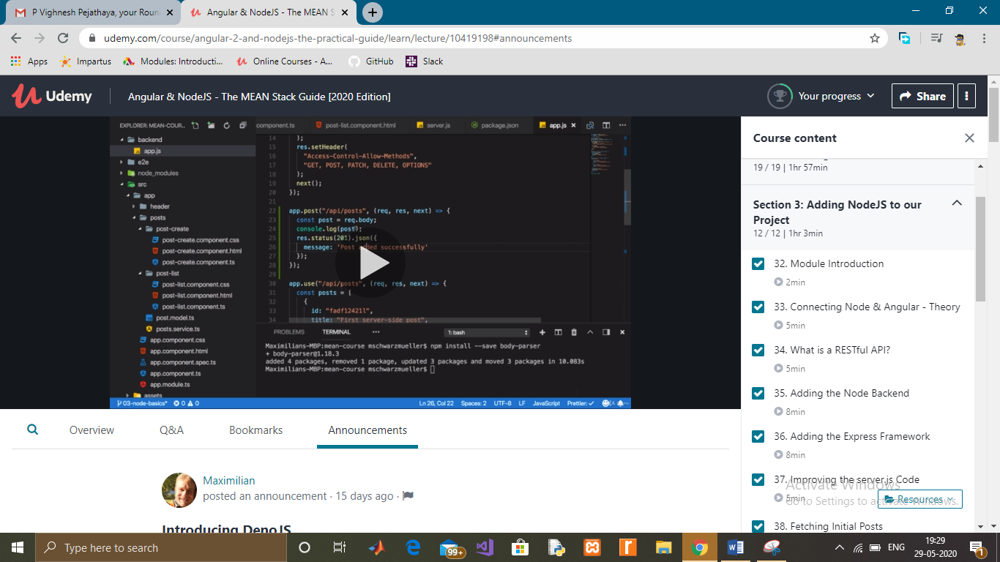 P Vighnesh Pejathaya, your Roun
Angular & NodeJS - The MEAN S
udemy.com/course/angular-2-and-nodejs-the-practical-guide/learn/lecture/10419198#announcements
Apps
Impartus
Modules: Introducti...
Online Courses - A...
GitHub
Slack
Udemy
Angular & NodeJS - The MEAN Stack Guide [2020 Edition]
Your progress
Share
EXPLORER: MEAN-COUR...
backend
app.js
e2e
node_modules
src
app
header
posts
post-create
post-create.component.css
post-create.component.html
post-create.component.ts
post-list
post-list.component.css
post-list.component.html
post-list.component.ts
post.model.ts
posts.service.ts
app.component.css
app.component.html
app.component.spec.ts
app.component.ts
app.module.ts
assets
component.ts
post-list.component.html
server.js
package.json
app.js
14 );
15 res.setHeader(
16 "Access-Control-Allow-Methods",
17 "GET, POST, PATCH, DELETE, OPTIONS"
18 );
19 next();
20 });
21
22 app.post("/api/posts", (req, res, next) => {
23 const post = req.body;
24 console.log(post);
25 res.status(201).json({
26 message: 'Post added successfully'
27 });
28 });
29
30 app.use("/api/posts", (req, res, next) => {
31 const posts = [
32 {
33 id: "fadf12421l",
34 title: "First server-side post",
PROBLEMS
TERMINAL
...
1: bash
Maximilians-MBP:mean-course mschwarzmueller$ npm install --save body-parser
+ body-parser@1.18.3
added 4 packages, removed 1 package, updated 3 packages and moved 3 packages in 10.083s
Maximilians-MBP:mean-course mschwarzmueller$
03-node-basics*
0
0
Ln 26, Col 22
Spaces: 2
UTF-8
LF
JavaScript
Prettier: ✓
Course content
19 / 19 | 1hr 57min
Section 3: Adding NodeJS to our
Project
12 / 12 | 1hr 3min
32. Module Introduction
2min
33. Connecting Node & Angular - Theory
5min
34. What is a RESTful API?
5min
35. Adding the Node Backend
8min
36. Adding the Express Framework
8min
37. Improving the server.js Code
5min
Resources
38. Fetching Initial Posts
Activate Windows
Go to Settings to activate Windows.
Overview
Q&A
Bookmarks
Announcements
Maximilian
posted an announcement · 15 days ago ·
Introducing DenoJS
Type here to search
99+
ENG
19:29
29-05-2020
1